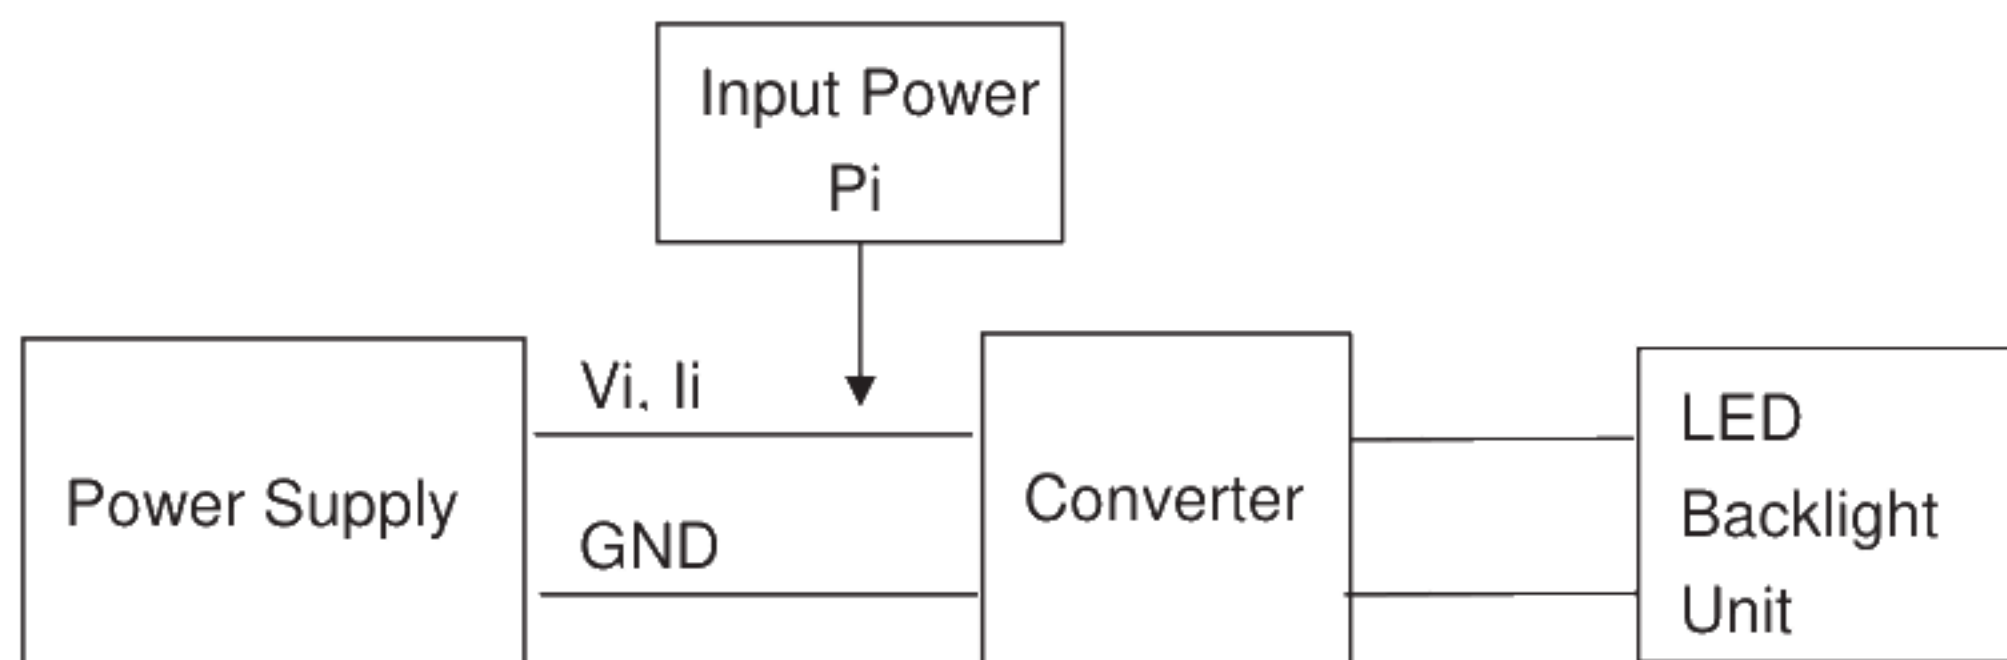 Input Power
Pi
Vi, Ii
Power Supply
GND
Converter
LED
Backlight
Unit